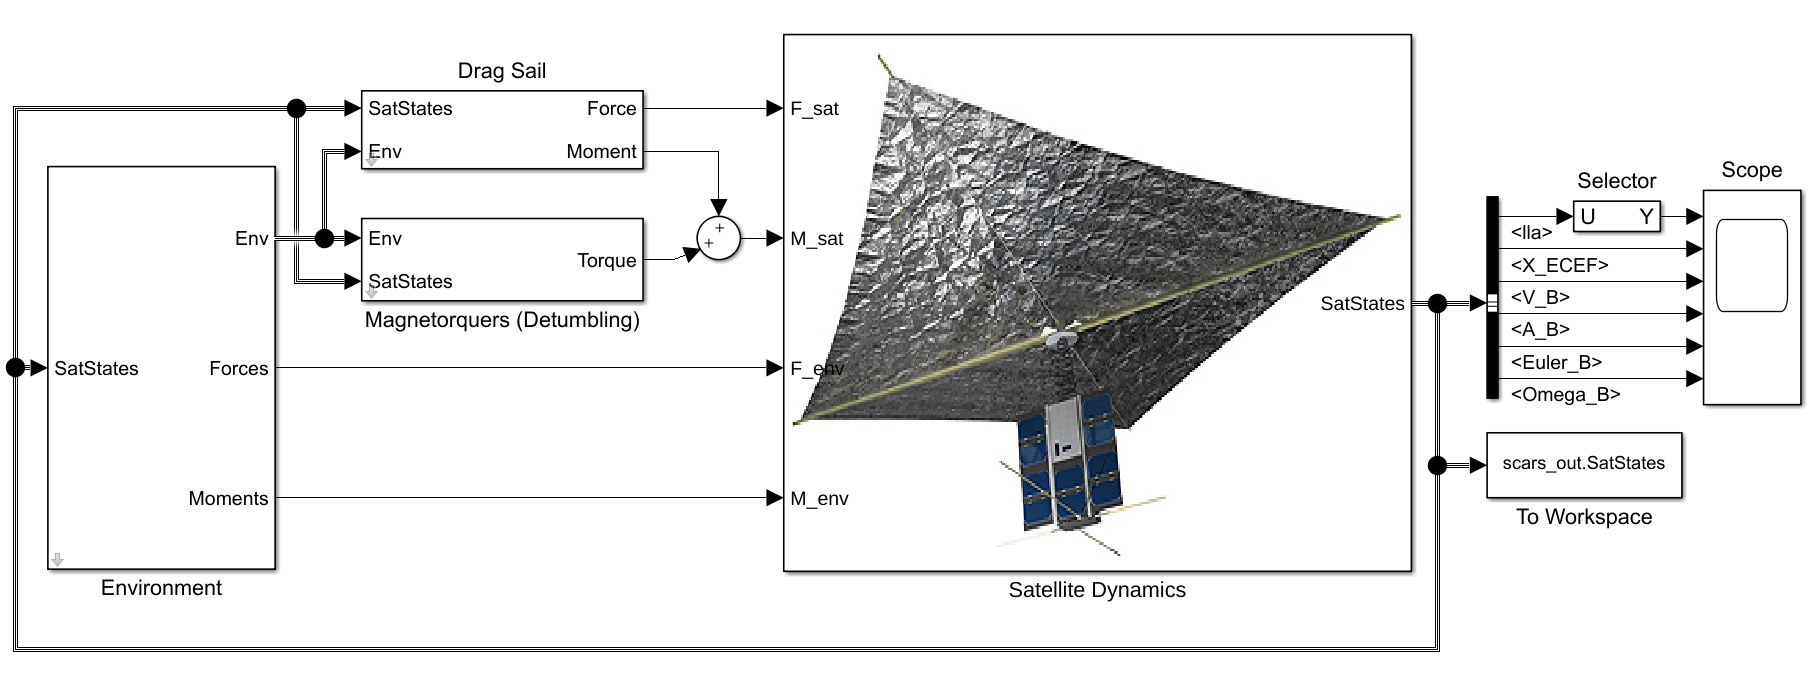 Drag Sail
SatStates
Force
Env
Moment
Env
Torque
SatStates
Magnetorquers (Detumbling)
Env
SatStates
Forces
Moments
Environment
+
+
F_sat
M_sat
F_env
M_env
SatStates
Satellite Dynamics
<lla>
<X_ECEF>
<V_B>
<A_B>
<Euler_B>
<Omega_B>
Selector
U Y
Scope
scars_out.SatStates
To Workspace